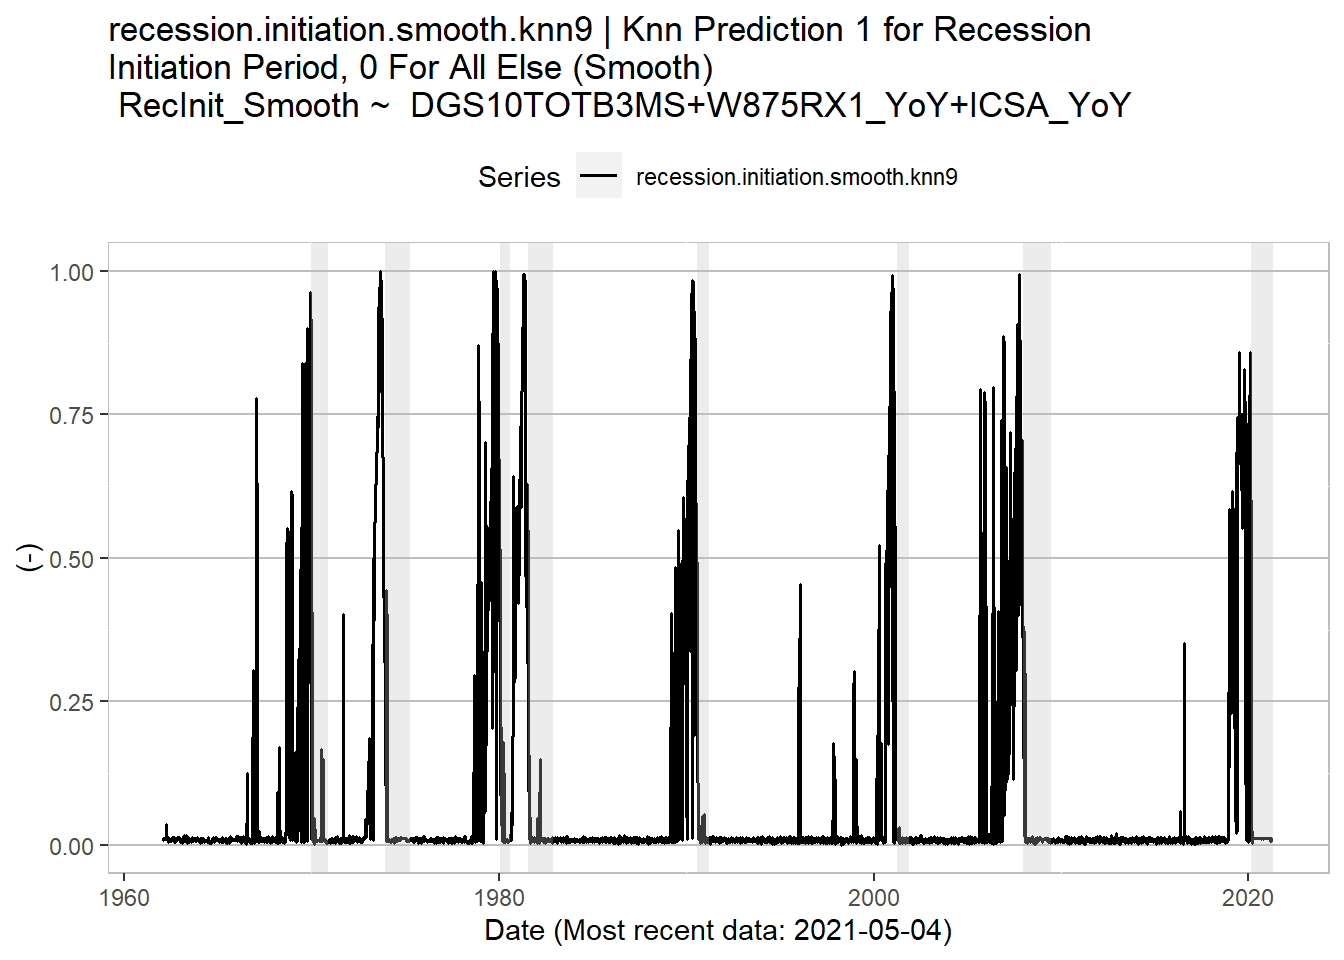 recession.initiation.smooth.knn9 | Knn Prediction 1 for Recession
Initiation Period, 0 For All Else (Smooth)
RecInit_Smooth ~ DGS10TOTB3MS+W875RX1_YoY+ICSA_YoY
Series
recession.initiation.smooth.knn9
1.00
0.75
0.50
0.25
0.00
(-)
1960
1980
2000
2020
Date (Most recent data: 2021-05-04)